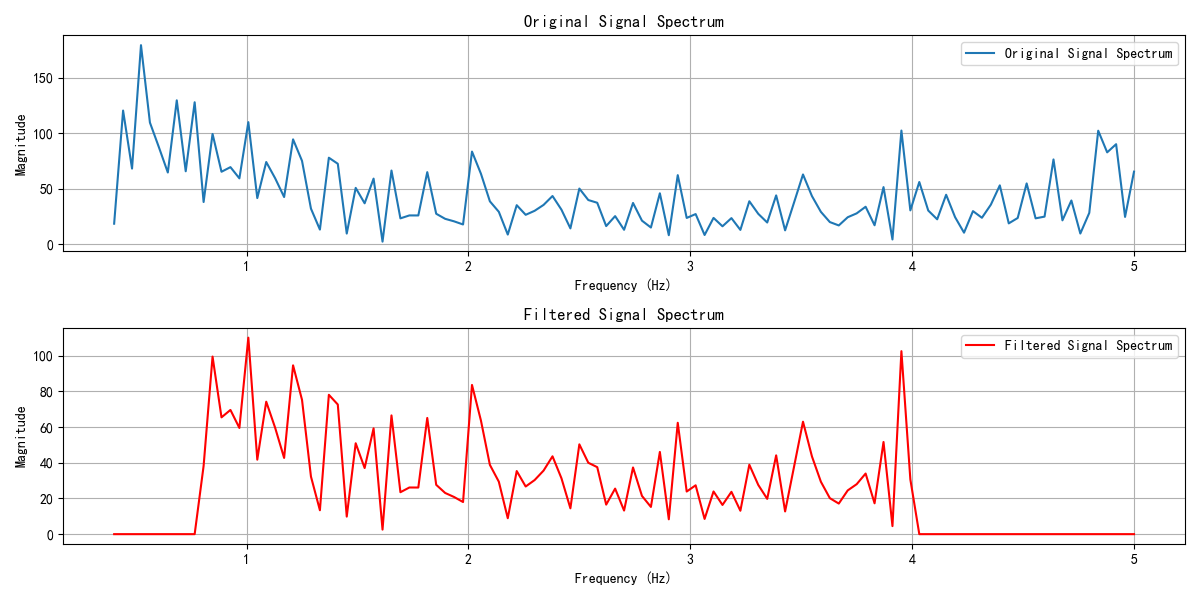 Original Signal Spectrum
Original Signal Spectrum
Magnitude
150
100
50
0
1 2 3 4 5
Frequency (Hz)
Filtered Signal Spectrum
Filtered Signal Spectrum
Magnitude
100
80
60
40
20
0
1 2 3 4 5
Frequency (Hz)